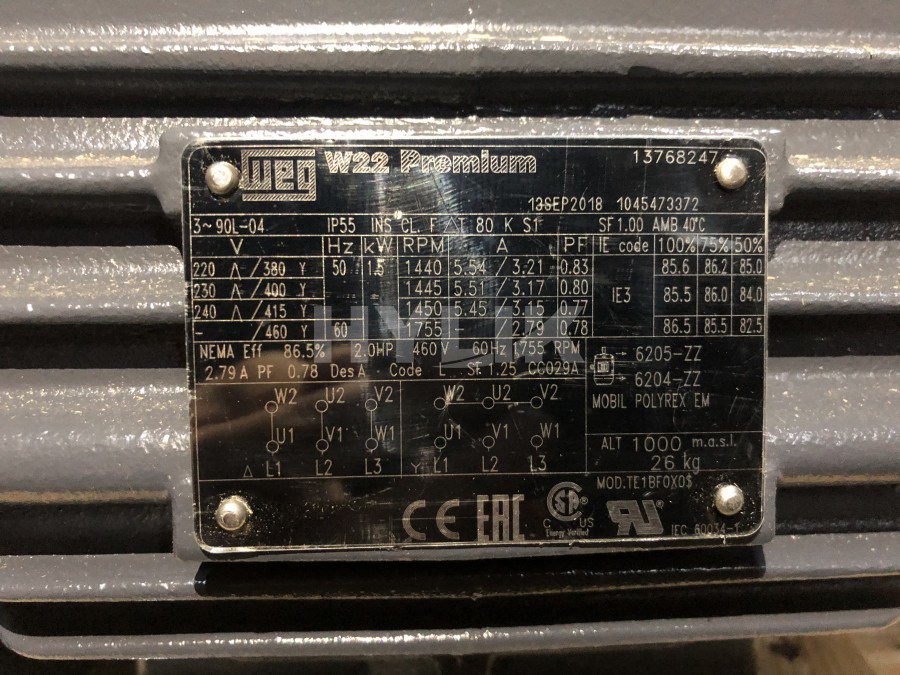 WEG W22 Premium 13768247
13SEP2018 1045473372
3~90L-04 IP55 INS CL. F △T 80 K S1 SF 1.00 AMB 40°C
V Hz kW RPM A PF IE code 100% 75% 50%
220 △/380 Y 50 1.5 1440 5.54/3.21 0.83 85.6 86.2 85.0
230 △/400 Y 1445 5.51/3.17 0.80 IE3 85.5 86.0 84.0
240 △/415 Y 1450 5.45/3.15 0.77
- /460 Y 60 1755 / 2.79 0.78 86.5 85.5 82.5
NEMA Eff 86.5% 2.0HP 460 V 60Hz 1755 RPM
2.79 A PF 0.78 Des A Code L SF 1.25 CC029A
6205-ZZ
6204-ZZ
MOBIL POLYREX EM
W2 U2 V2 W2 U2 V2
U1 V1 W1 U1 V1 W1
△ L1 L2 L3 Y L1 L2 L3
ALT 1000 m.a.s.l.
26 kg
MOD.TE1BF0X0$
CE EAC SA C US RU
Energy Verified IEC 60034-1
HYLIK